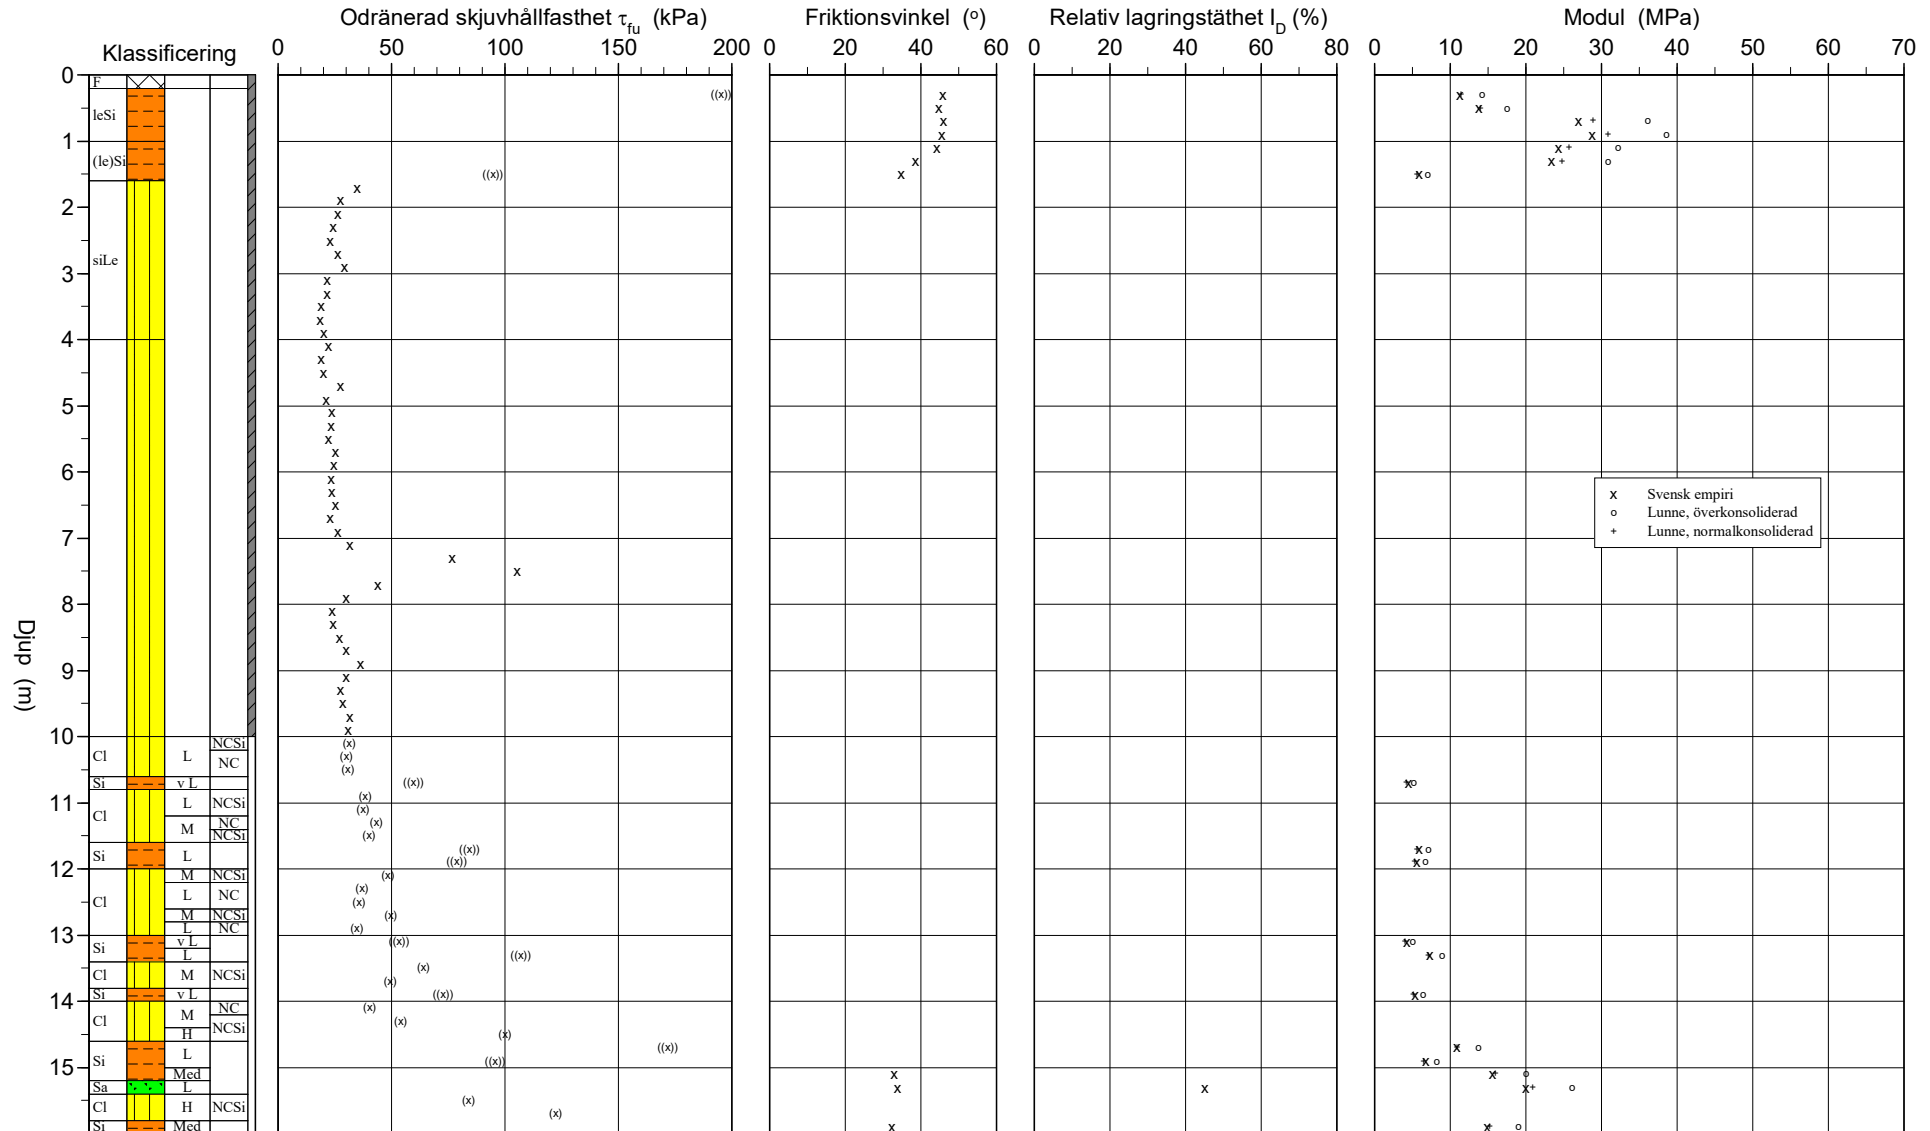 Odränerad skjuvhållfasthet τfu (kPa)
Friktionsvinkel (o)
Relativ lagringstäthet ID (%)
Modul (MPa)
Klassificering
0 50 100 150 200
0 20 40 60
0 20 40 60 80
0 10 20 30 40 50 60 70
Djup (m)
0
1
2
3
4
5
6
7
8
9
10
11
12
13
14
15
F
leSi
(le)Si
siLe
Cl L NCSi
NC
Si v L
Cl L NCSi
M NC
NCSi
Si L
Cl M NCSi
L NC
M NCSi
L NC
Si v L
L
Cl M NCSi
Si v L
Cl M NC
H NCSi
Si L
Med
Sa L
Cl H NCSi
Si Med
x Svensk empiri
o Lunne, överkonsoliderad
+ Lunne, normalkonsoliderad